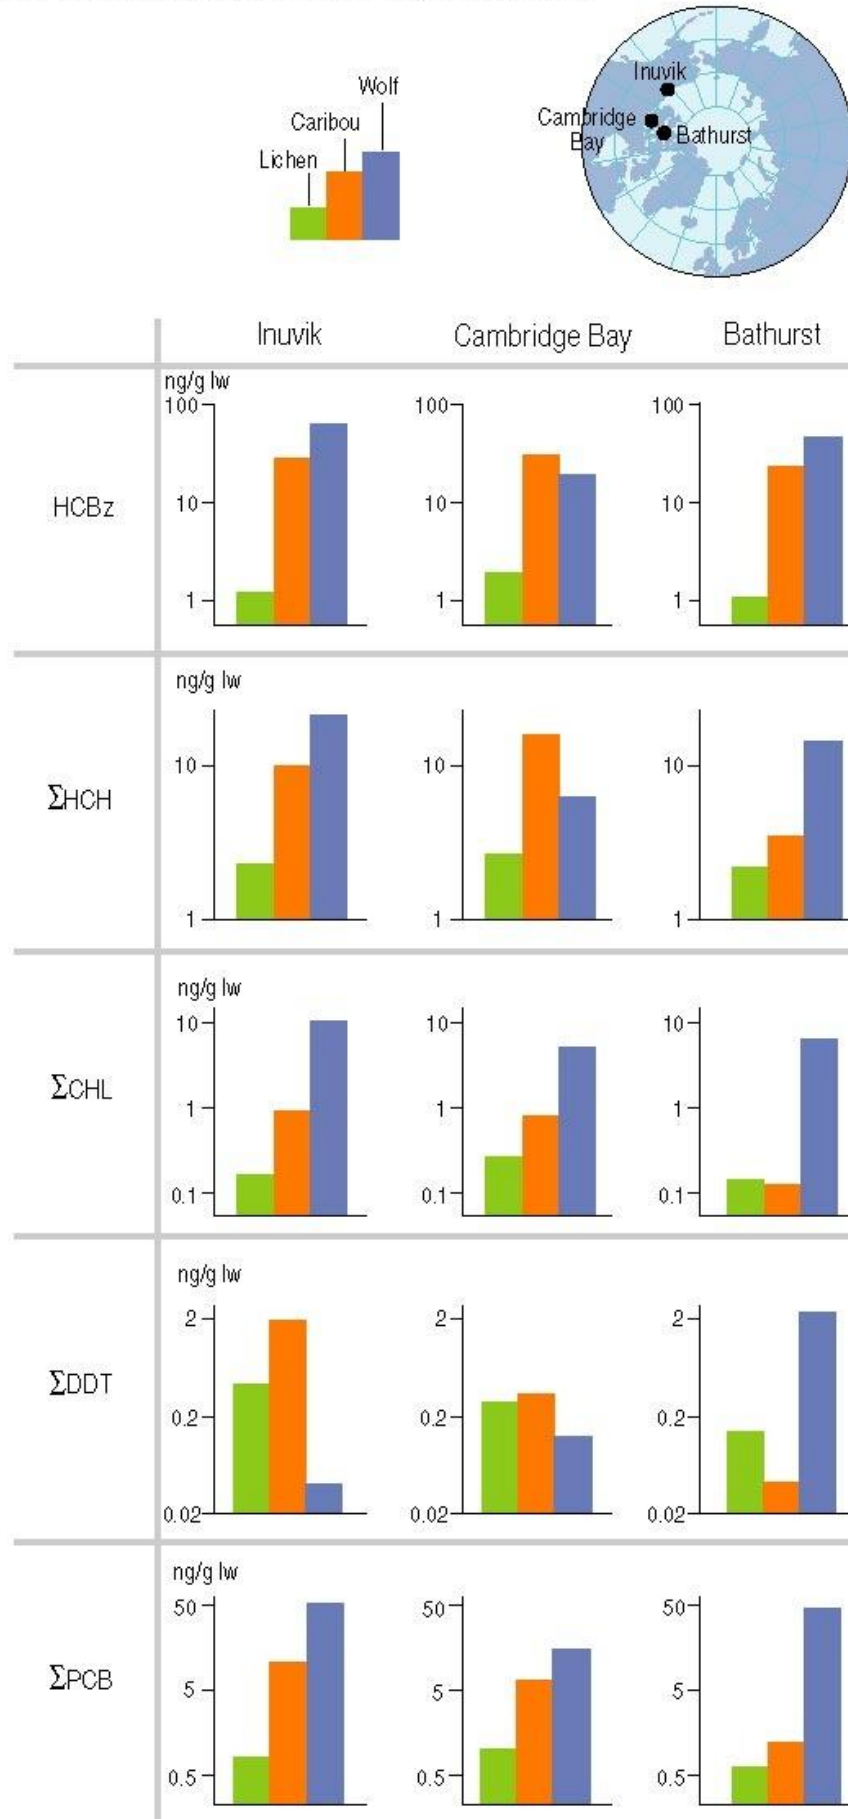 Wolf
Caribou
Lichen
Inuvik
Cambridge
Bay
Bathurst
Inuvik Cambridge Bay Bathurst
ng/g lw
HCBz
100 100 100
10 10 10
1 1 1
ng/g lw
ΣHCH
10 10 10
1 1 1
ng/g lw
ΣCHL
10 10 10
1 1 1
0.1 0.1 0.1
ng/g lw
ΣDDT
2 2 2
0.2 0.2 0.2
0.02 0.02 0.02
ng/g lw
ΣPCB
50 50 50
5 5 5
0.5 0.5 0.5